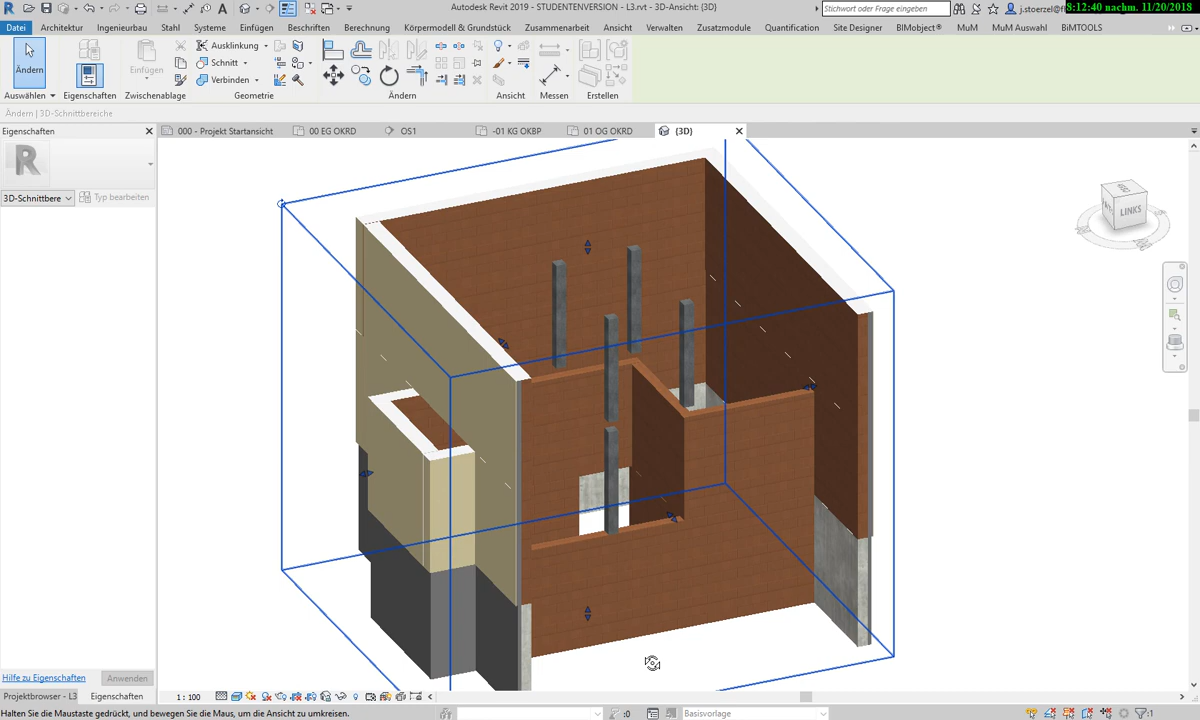 Autodesk Revit 2019 - STUDENTENVERSION - L3.rvt - 3D-Ansicht: {3D}
Stichwort oder Frage eingeben
8:12:40 nachm. 11/20/2018
Datei Architektur Ingenieurbau Stahl Systeme Einfügen Beschriften Berechnung Körpermodell & Grundstück Zusammenarbeit Ansicht Verwalten Zusatzmodule Quantification Site Designer BIMobject® MuM MuM Auswahl BiMTOOLS
Ausklinkung
Schnitt
Verbinden
Ändern
Einfügen
Auswählen Eigenschaften Zwischenablage Geometrie Ändern Ansicht Messen Erstellen
Ändern | 3D-Schnittbereiche
Eigenschaften
000 - Projekt Startansicht
00 EG OKRD
OS1
-01 KG OKBP
01 OG OKRD
{3D}
3D-Schnittbere
Typ bearbeiten
LINKS
Hilfe zu Eigenschaften
Anwenden
Projektbrowser - L3
Eigenschaften
1 : 100
Halten Sie die Maustaste gedrückt, und bewegen Sie die Maus, um die Ansicht zu umkreisen.
:0
Basisvorlage
:1